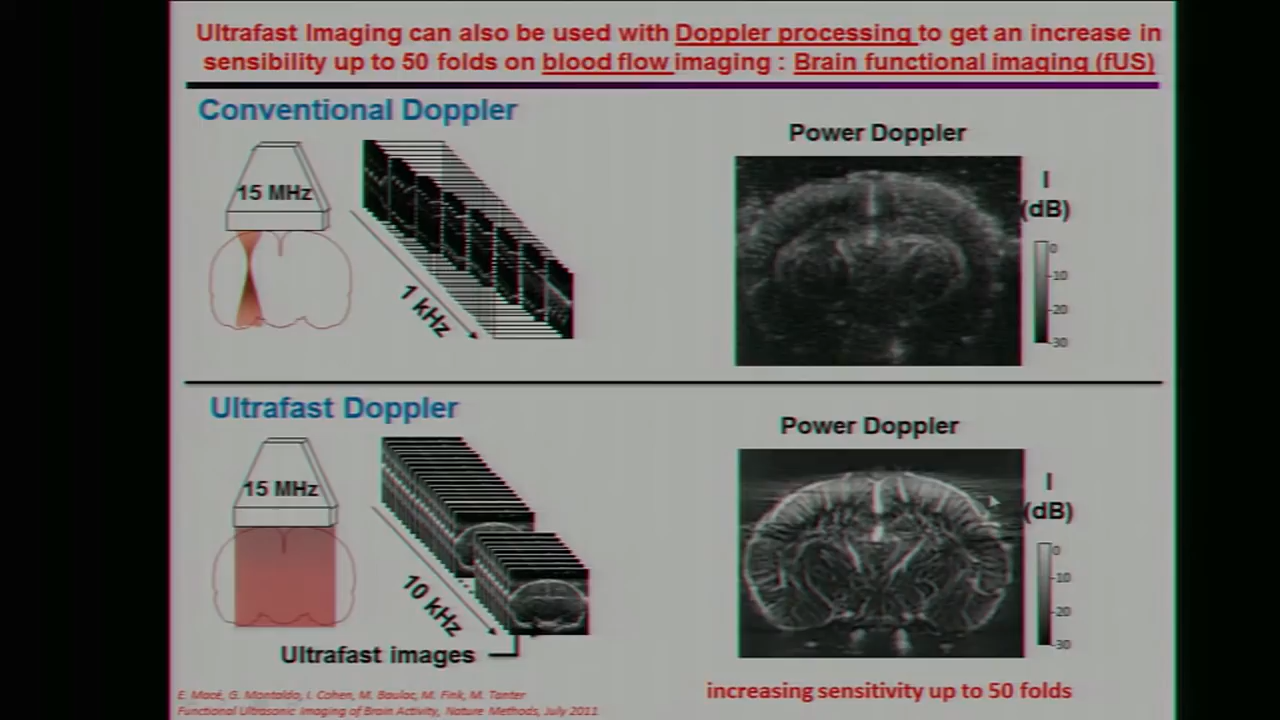 Ultrafast Imaging can also be used with Doppler processing to get an increase in
sensibility up to 50 folds on blood flow imaging : Brain functional imaging (fUS)
Conventional Doppler
15 MHz
1 kHz
Power Doppler
I
(dB)
0
-10
-20
-30
Ultrafast Doppler
15 MHz
10 kHz
Ultrafast images
Power Doppler
I
(dB)
0
-10
-20
-30
increasing sensitivity up to 50 folds
E. Macé, G. Montaldo, I. Cohen, M. Baulac, M. Fink, M. Tanter
Functional Ultrasonic Imaging of Brain Activity, Nature Methods, July 2011